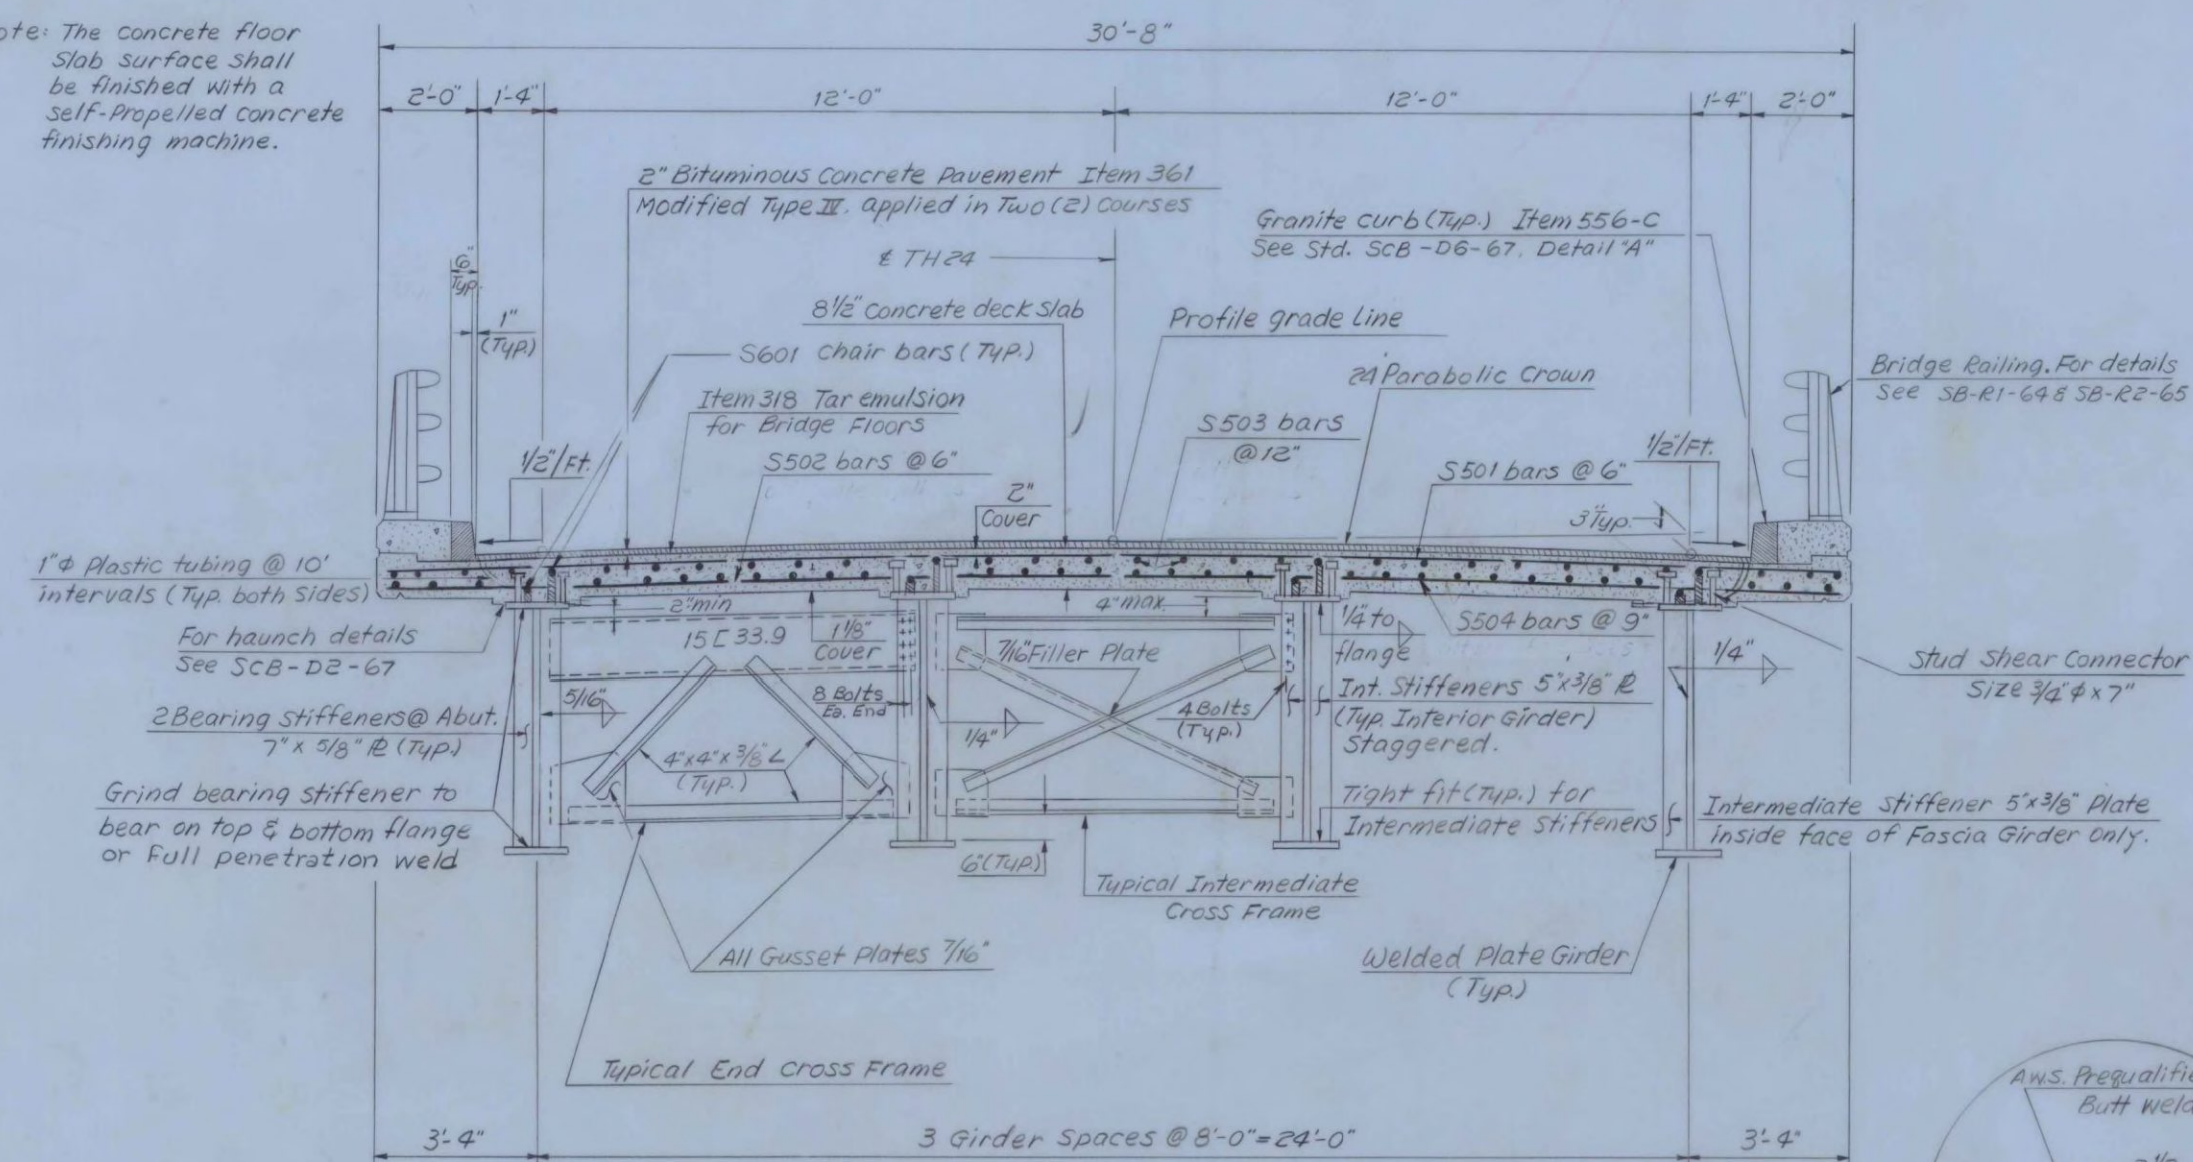 ote: The concrete floor
Slab surface shall
be finished with a
self-Propelled concrete
finishing machine.
30'-8"
2'-0"
1'-4"
12'-0"
12'-0"
1'-4"
2'-0"
2" Bituminous Concrete Pavement Item 361
Modified Type IV. applied in Two (2) Courses
Granite curb (Typ.) Item 556-C
See Std. SCB-D6-67, Detail "A"
℄ TH 24
6"
Typ.
1"
(Typ.)
8 1/2" Concrete deck slab
Profile grade line
S601 Chair bars (Typ.)
24' Parabolic Crown
Bridge Railing. For details
See SB-R1-64 & SB-R2-65
Item 318 Tar emulsion
for Bridge Floors
S503 bars
@ 12"
1/2"/Ft.
S502 bars @ 6"
S501 bars @ 6"
1/2"/Ft.
2"
Cover
3" Typ.
1"Φ Plastic tubing @ 10'
intervals (Typ. both sides)
2" min
4" max.
For haunch details
See SCB-D2-67
15 [ 33.9
1 1/8"
Cover
7/16" Filler Plate
1/4" to
flange
S504 bars @ 9"
1/4"
Stud Shear Connector
Size 3/4" Φ x 7"
5/16"
8 Bolts
Ea. End
4 Bolts
(Typ.)
Int. Stiffeners 5"x3/8" ℞
(Typ. Interior Girder)
Staggered.
2 Bearing Stiffeners @ Abut.
7" x 5/8" ℞ (Typ.)
1/4"
4"x4"x3/8" ∠
(Typ.)
Grind bearing stiffener to
bear on top & bottom flange
or Full penetration weld
Tight fit (Typ.) for
Intermediate Stiffeners
Intermediate Stiffener 5"x3/8" Plate
inside face of Fascia Girder Only.
6" (Typ.)
Typical Intermediate
Cross Frame
All Gusset Plates 7/16"
Welded Plate Girder
(Typ.)
Typical End Cross Frame
A.W.S. Prequalifie
Butt Weld
3'-4"
3 Girder Spaces @ 8'-0" = 24'-0"
3'-4"